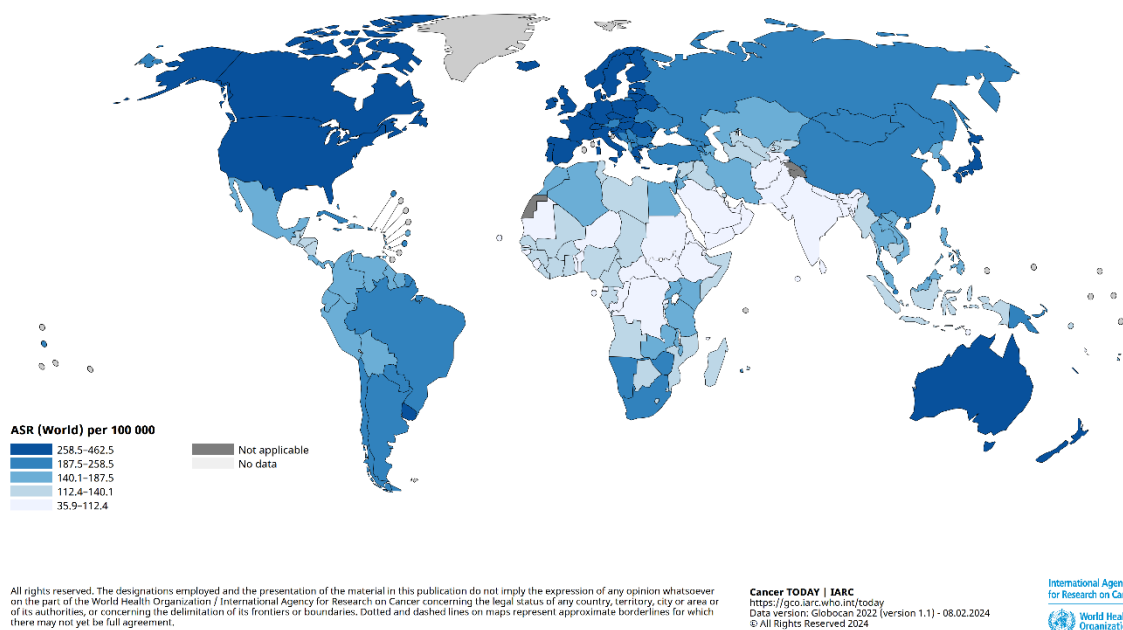 ASR (World) per 100 000
258.5–462.5
187.5–258.5
140.1–187.5
112.4–140.1
35.9–112.4
Not applicable
No data
All rights reserved. The designations employed and the presentation of the material in this publication do not imply the expression of any opinion whatsoever
on the part of the World Health Organization / International Agency for Research on Cancer concerning the legal status of any country, territory, city or area or
of its authorities, or concerning the delimitation of its frontiers or boundaries. Dotted and dashed lines on maps represent approximate borderlines for which
there may not yet be full agreement.
Cancer TODAY | IARC
https://gco.iarc.who.int/today
Data version: Globocan 2022 (version 1.1) - 08.02.2024
© All Rights Reserved 2024
International Agen
for Research on Can
World Heal
Organizatio